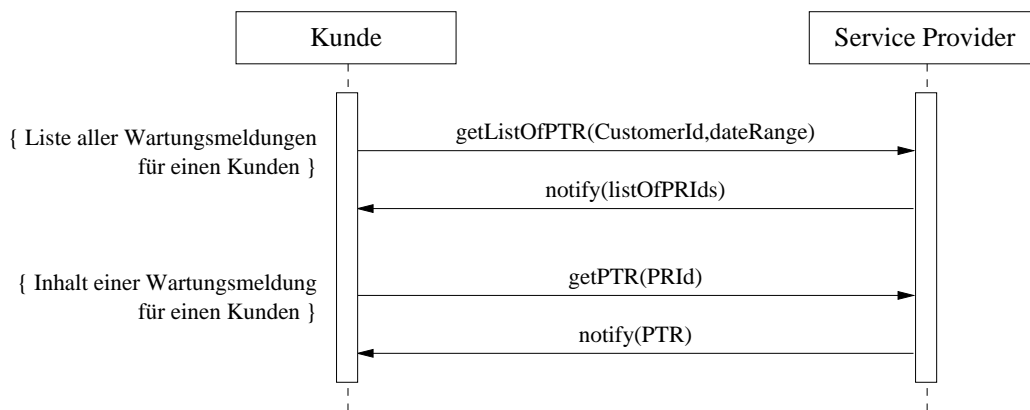 Kunde
Service Provider
{ Liste aller Wartungsmeldungen
für einen Kunden }
getListOfPTR(CustomerId,dateRange)
notify(listOfPRIds)
{ Inhalt einer Wartungsmeldung
für einen Kunden }
getPTR(PRId)
notify(PTR)